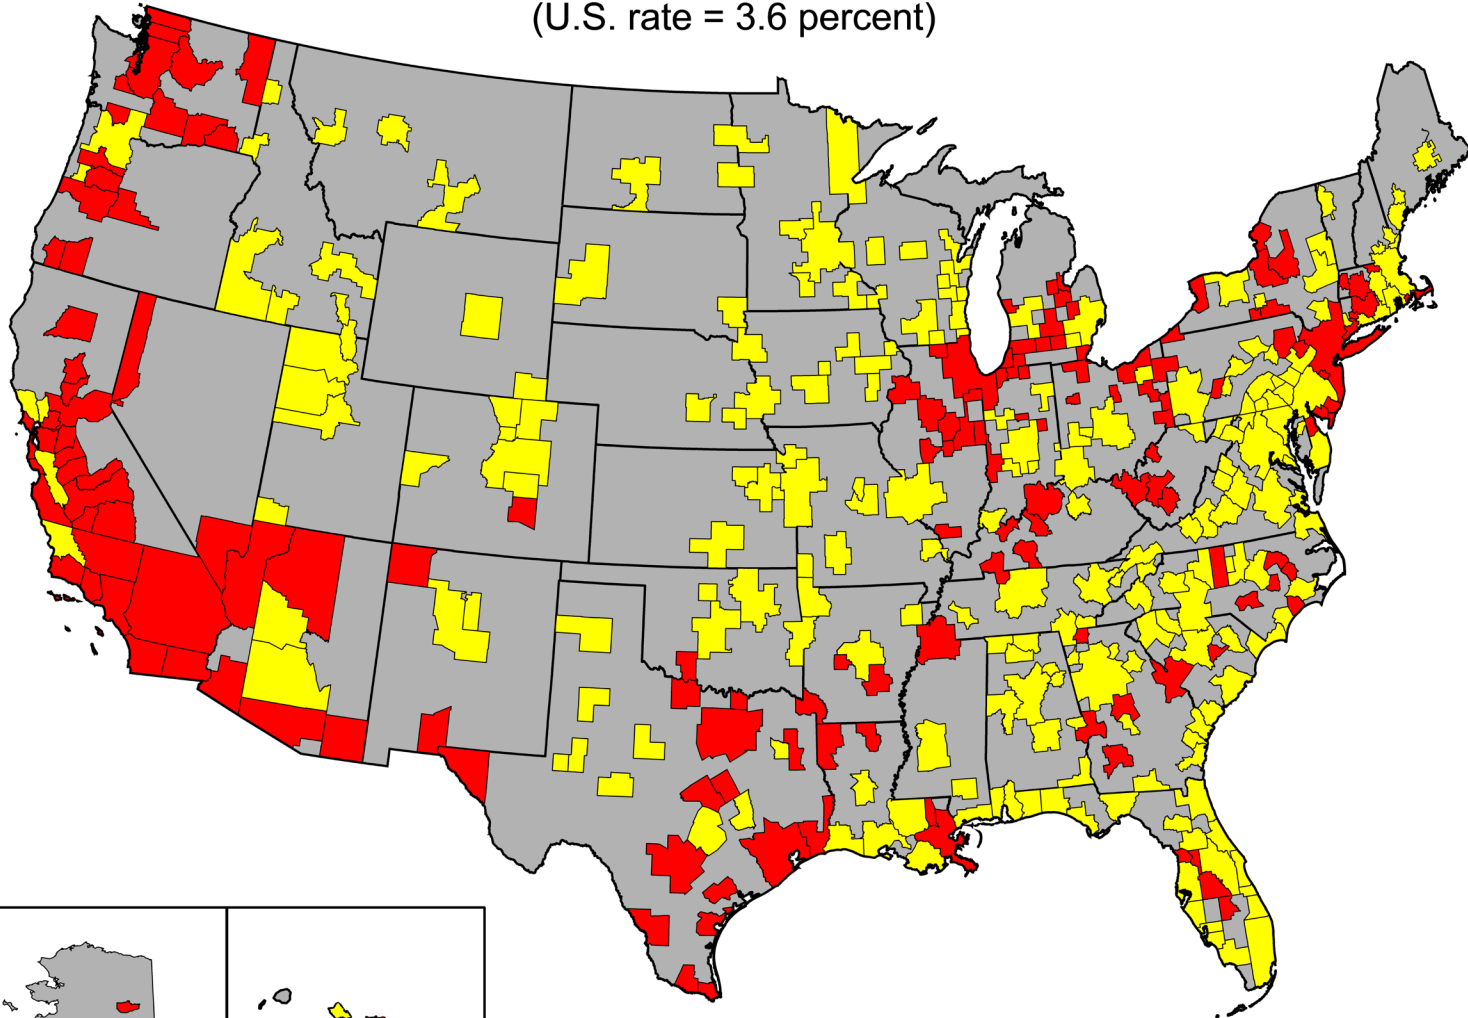 (U.S. rate = 3.6 percent)